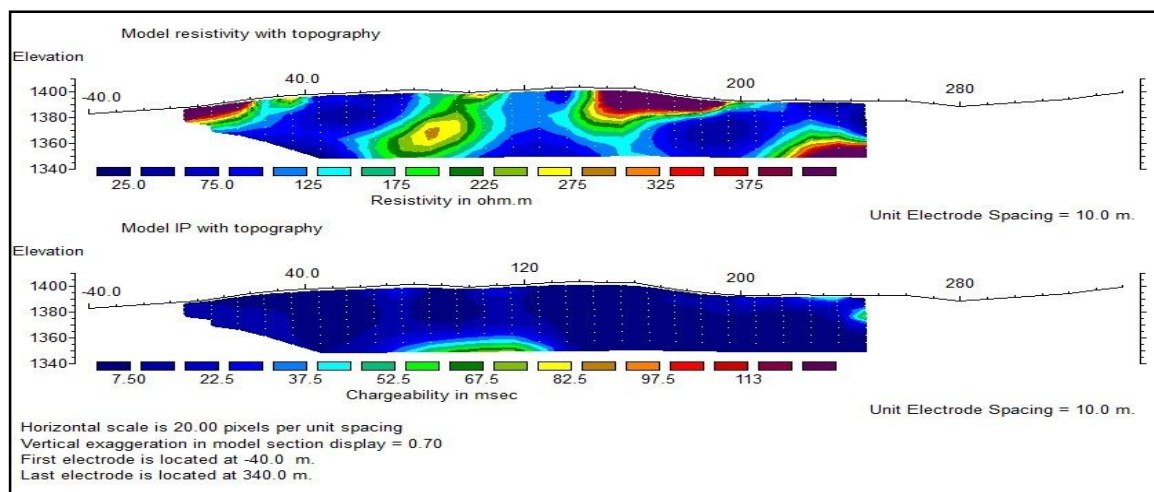 Model resistivity with topography
Elevation
1400
1380
1360
1340
-40.0 40.0 120 200 280
25.0 75.0 125 175 225 275 325 375
Resistivity in ohm.m
Unit Electrode Spacing = 10.0 m.
Model IP with topography
Elevation
1400
1380
1360
1340
-40.0 40.0 120 200 280
7.50 22.5 37.5 52.5 67.5 82.5 97.5 113
Chargeability in msec
Unit Electrode Spacing = 10.0 m.
Horizontal scale is 20.00 pixels per unit spacing
Vertical exaggeration in model section display = 0.70
First electrode is located at -40.0 m.
Last electrode is located at 340.0 m.